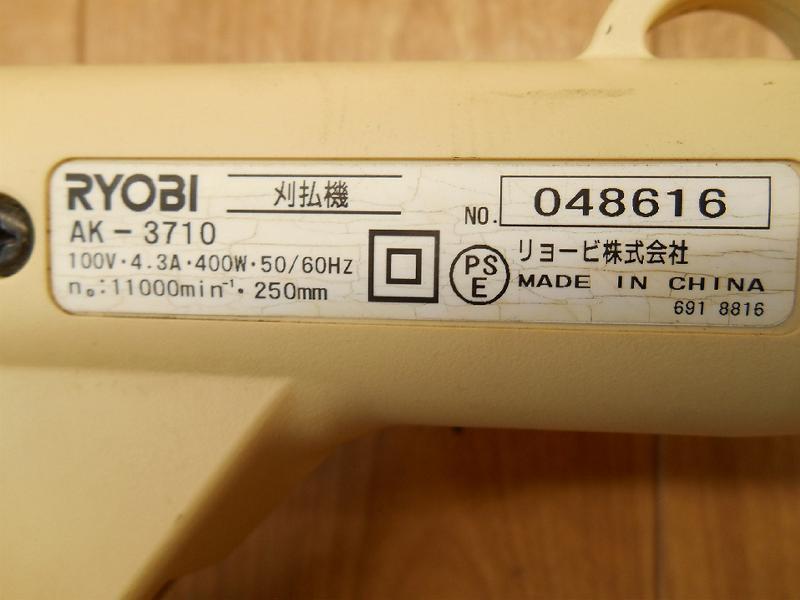 RYOBI 刈払機
NO. 048616
AK-3710
100V・4.3A・400W・50/60Hz
n₀:11000min⁻¹・250mm
PS
E
リョービ株式会社
MADE IN CHINA
691 8816